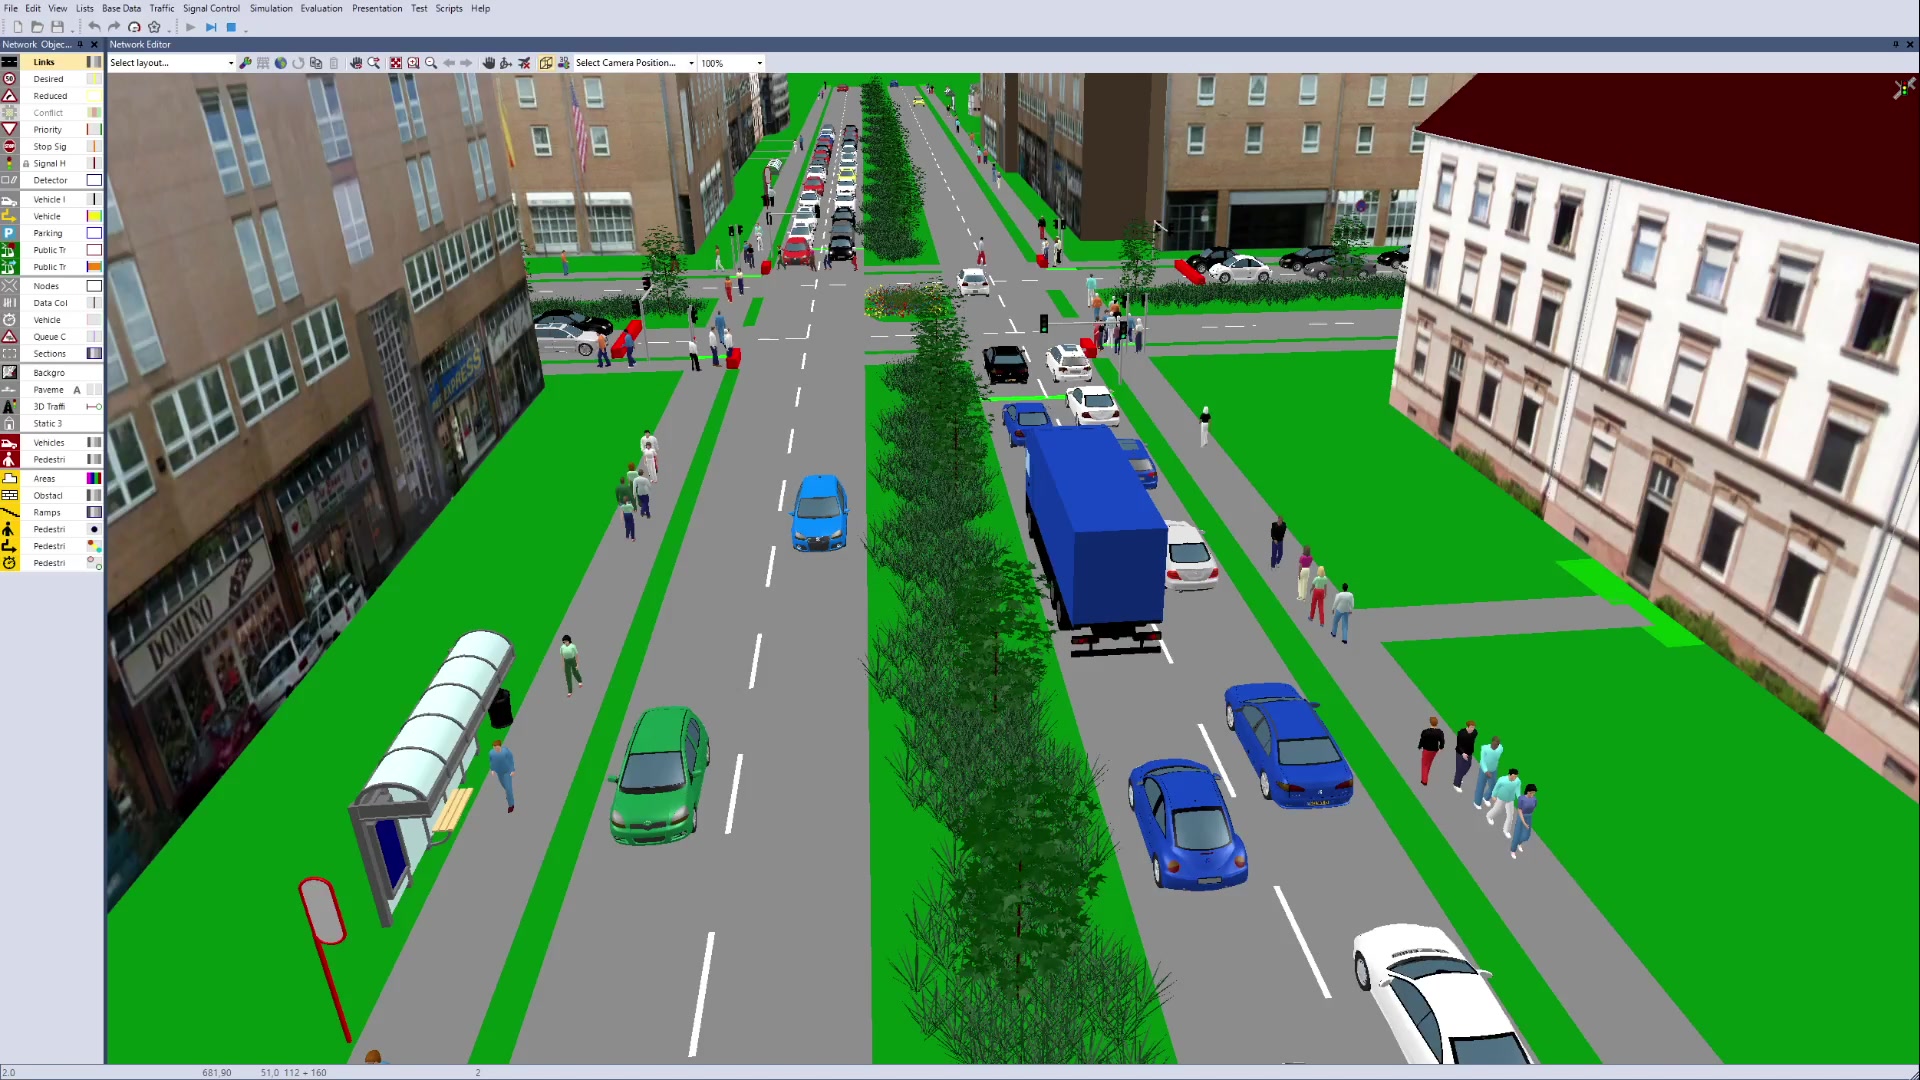 File Edit View Lists Base Data Traffic Signal Control Simulation Evaluation Presentation Test Scripts Help
Network Objec... Network Editor
Select layout... Select Camera Position... 100%
Links
50 Desired
Reduced
Conflict
Priority
STOP Stop Sig
Signal H
Detector
Vehicle I
Vehicle
P Parking
Public Tr
Public Tr
Nodes
Data Col
Vehicle
Queue C
Sections
Backgro
Paveme A
3D Traffi
Static 3
Vehicles
Pedestri
Areas
Obstacl
Ramps
Pedestri
Pedestri
Pedestri
EXPRESS
DOMINO
2.0 681,90 51,0 112 + 160 2